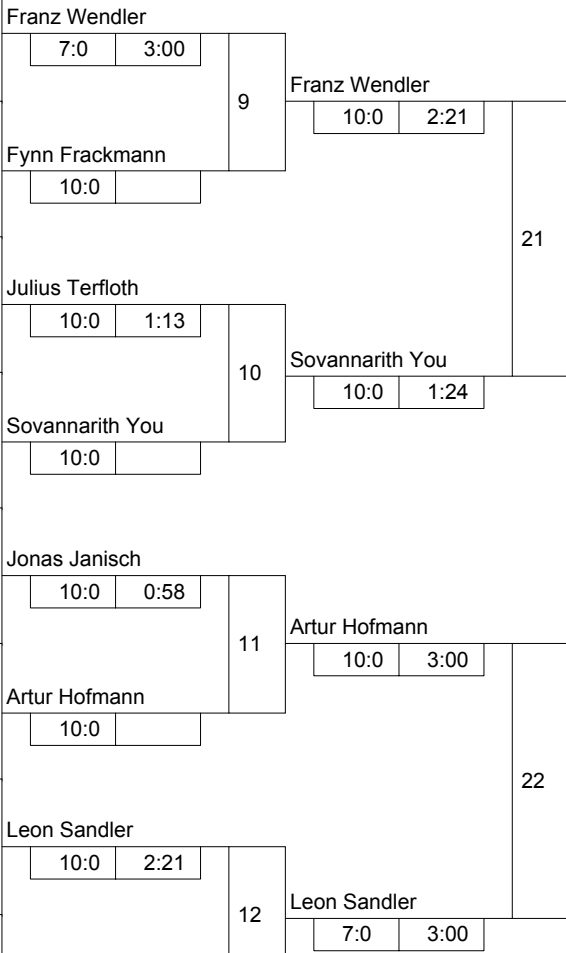 Franz Wendler
7:0 3:00
9
Franz Wendler
10:0 2:21
Fynn Frackmann
10:0
21
Julius Terfloth
10:0 1:13
10
Sovannarith You
10:0 1:24
Sovannarith You
10:0
Jonas Janisch
10:0 0:58
11
Artur Hofmann
10:0 3:00
Artur Hofmann
10:0
22
Leon Sandler
10:0 2:21
12
Leon Sandler
7:0 3:00